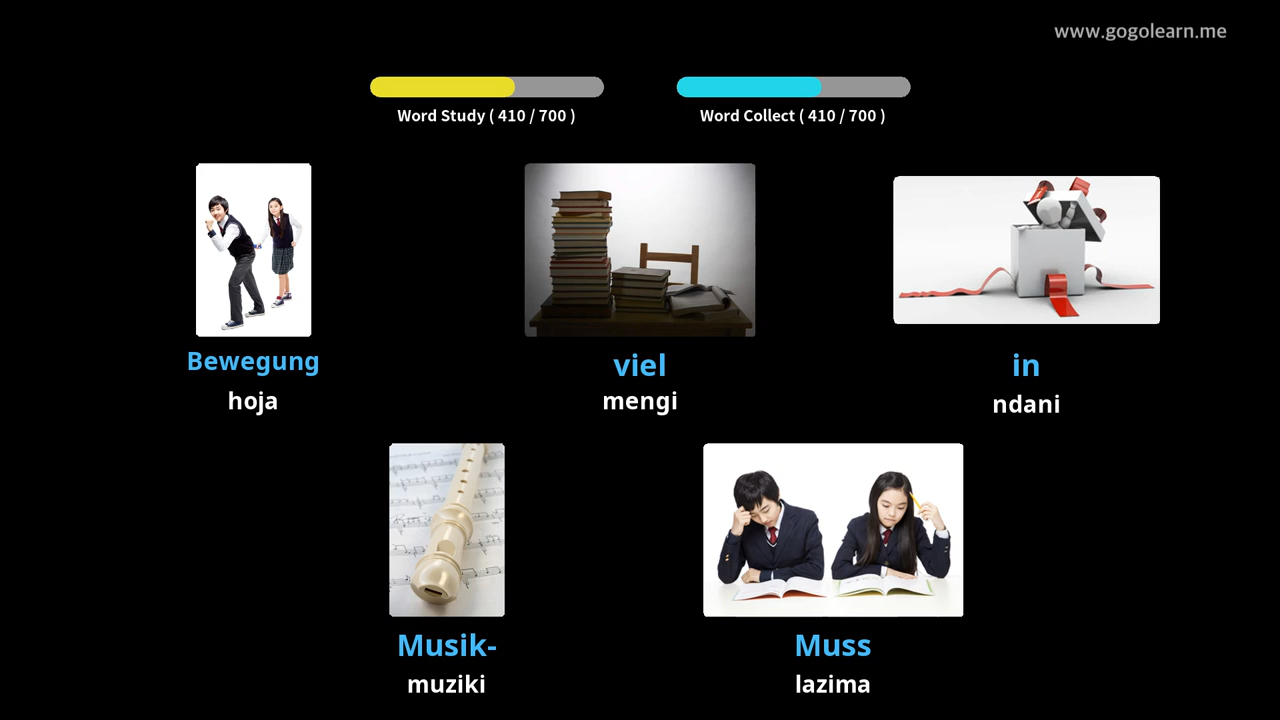 www.gogolearn.me
Word Study ( 410 / 700 )
Word Collect ( 410 / 700 )
Bewegung
hoja
viel
mengi
in
ndani
Musik-
muziki
Muss
lazima